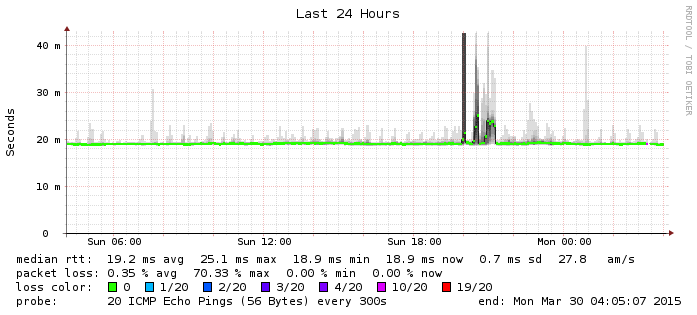 Last 24 Hours
RRDTOOL / TOBI OETIKER
Seconds
40 m
30 m
20 m
10 m
0
Sun 06:00 Sun 12:00 Sun 18:00 Mon 00:00
median rtt: 19.2 ms avg 25.1 ms max 18.9 ms min 18.9 ms now 0.7 ms sd 27.8 am/s
packet loss: 0.35 % avg 70.33 % max 0.00 % min 0.00 % now
loss color: 0 1/20 2/20 3/20 4/20 10/20 19/20
probe: 20 ICMP Echo Pings (56 Bytes) every 300s end: Mon Mar 30 04:05:07 2015